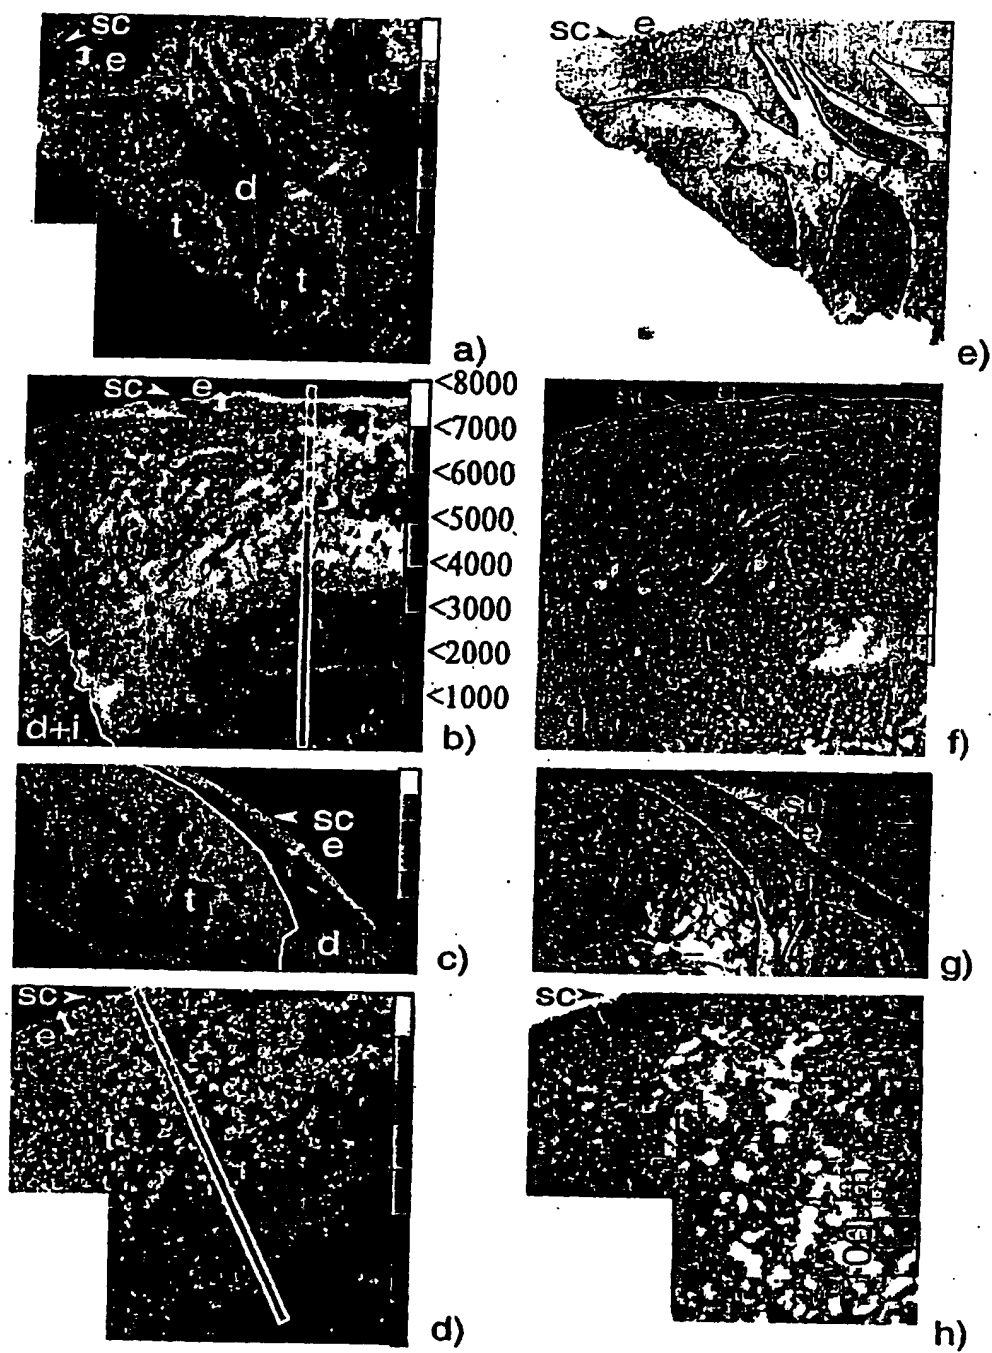 sc
e
d
t
t
a)
sc
e
d
e)
sc
e
d+i
b)
<8000
<7000
<6000
<5000
<4000
<3000
<2000
<1000
f)
sc
e
t
d
c)
g)
sc
e
t
d)
sc
h)